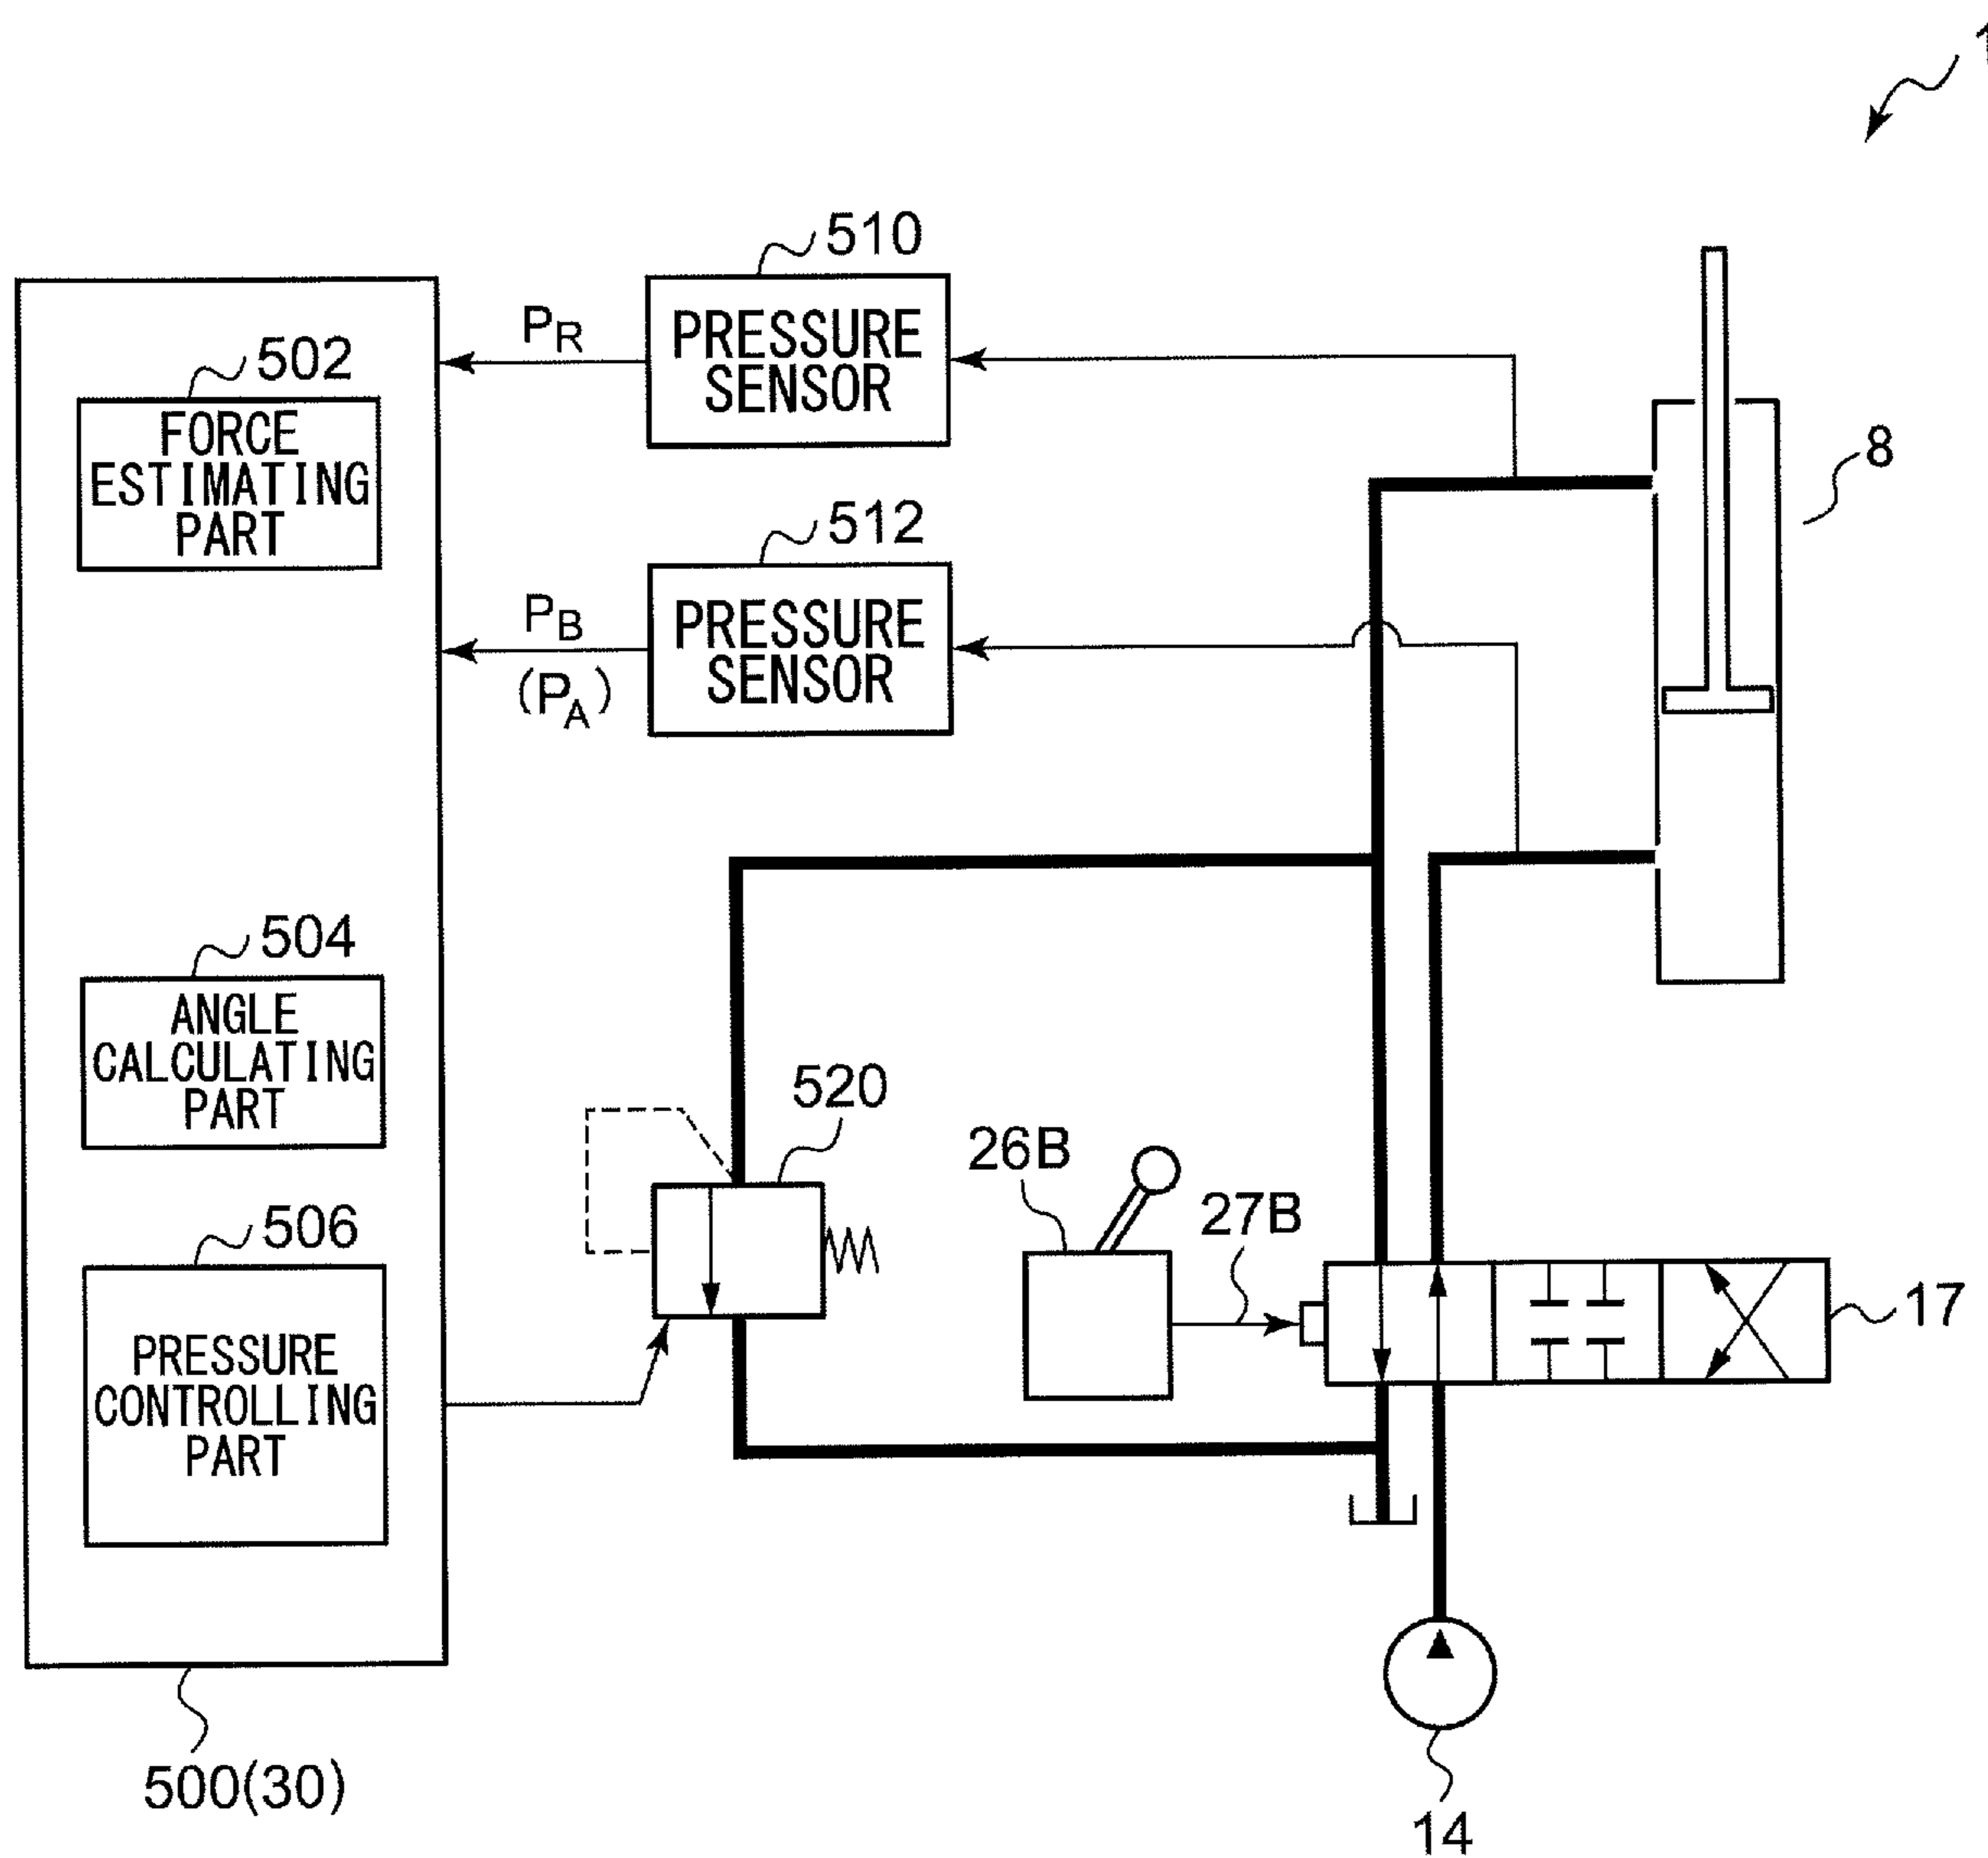 1
510
PRESSURE
SENSOR
PR
502
FORCE
ESTIMATING
PART
8
512
PRESSURE
SENSOR
PB
(PA)
504
ANGLE
CALCULATING
PART
520
26B
27B
506
PRESSURE
CONTROLLING
PART
17
500(30)
14